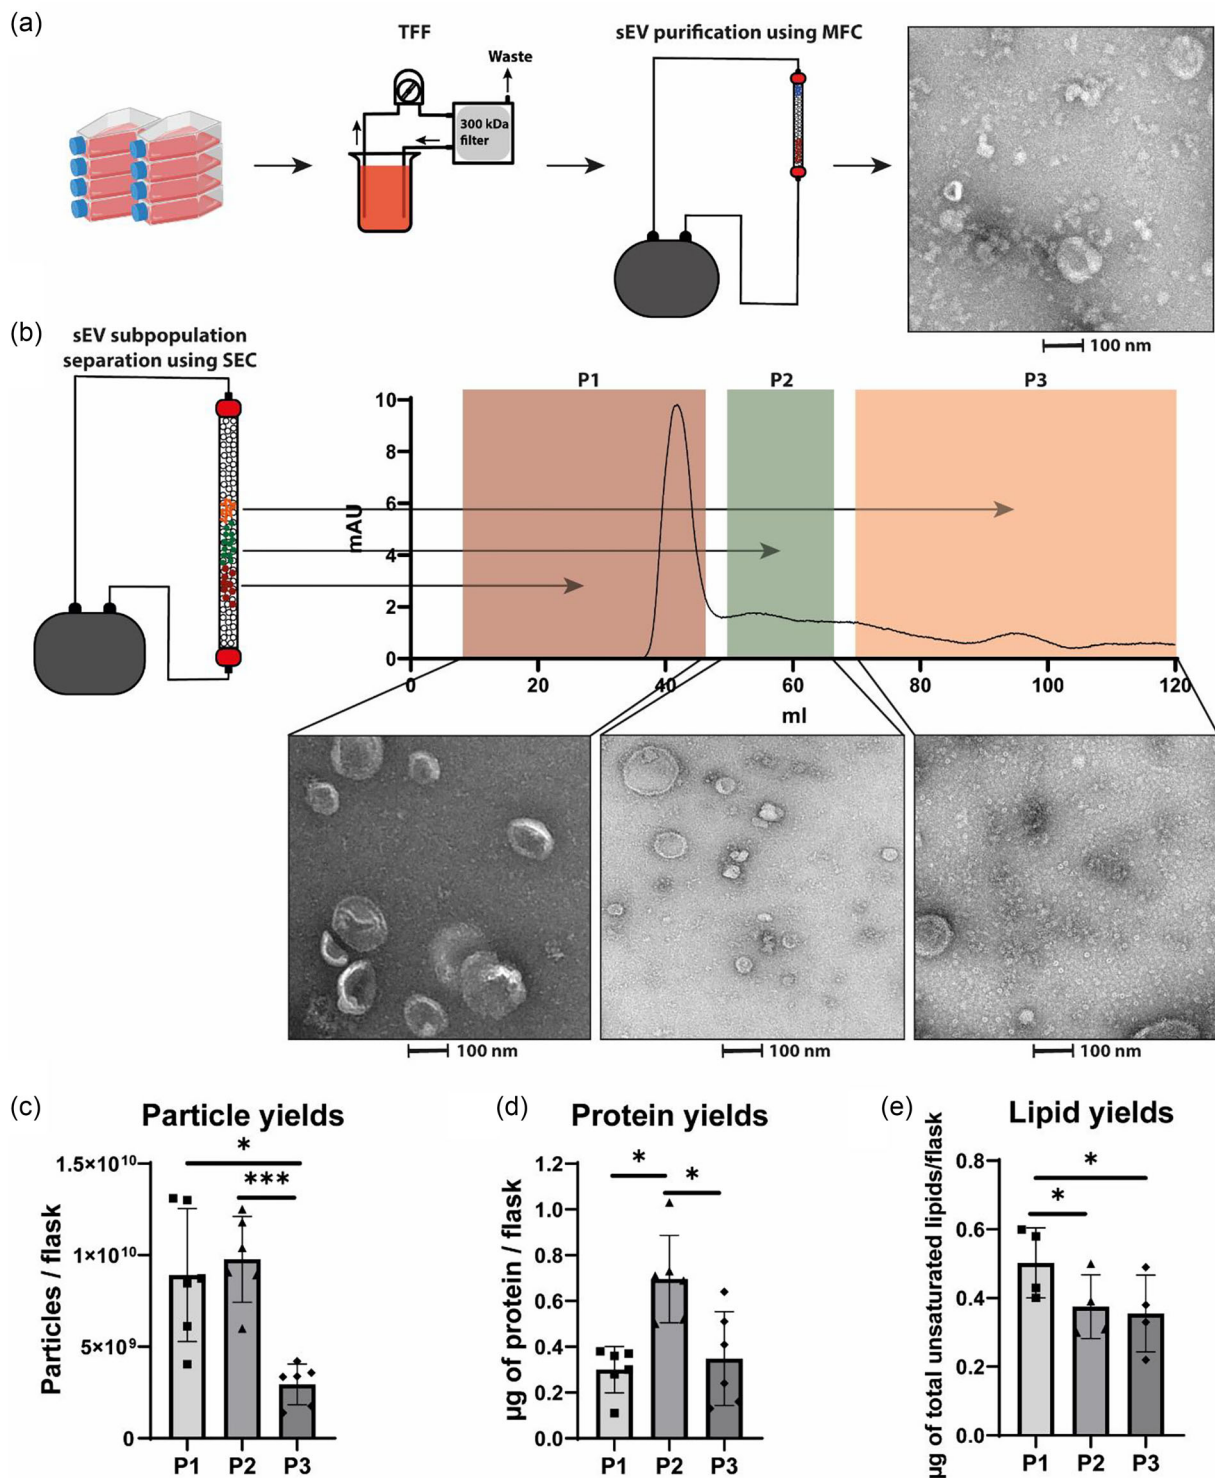 (a)
TFF
Waste
300 kDa
filter
sEV purification using MFC
100 nm
(b)
sEV subpopulation
separation using SEC
P1
P2
P3
10
8
6
4
2
0
mAU
0
20
40
60
80
100
120
ml
100 nm
100 nm
100 nm
(c)
Particle yields
*
***
1.5×10¹⁰
1×10¹⁰
5×10⁹
0
Particles / flask
P1
P2
P3
(d)
Protein yields
*
*
1.2
1.0
0.8
0.6
0.4
0.2
0.0
µg of protein / flask
P1
P2
P3
(e)
Lipid yields
*
*
0.8
0.6
0.4
0.2
0.0
µg of total unsaturated lipids/flask
P1
P2
P3